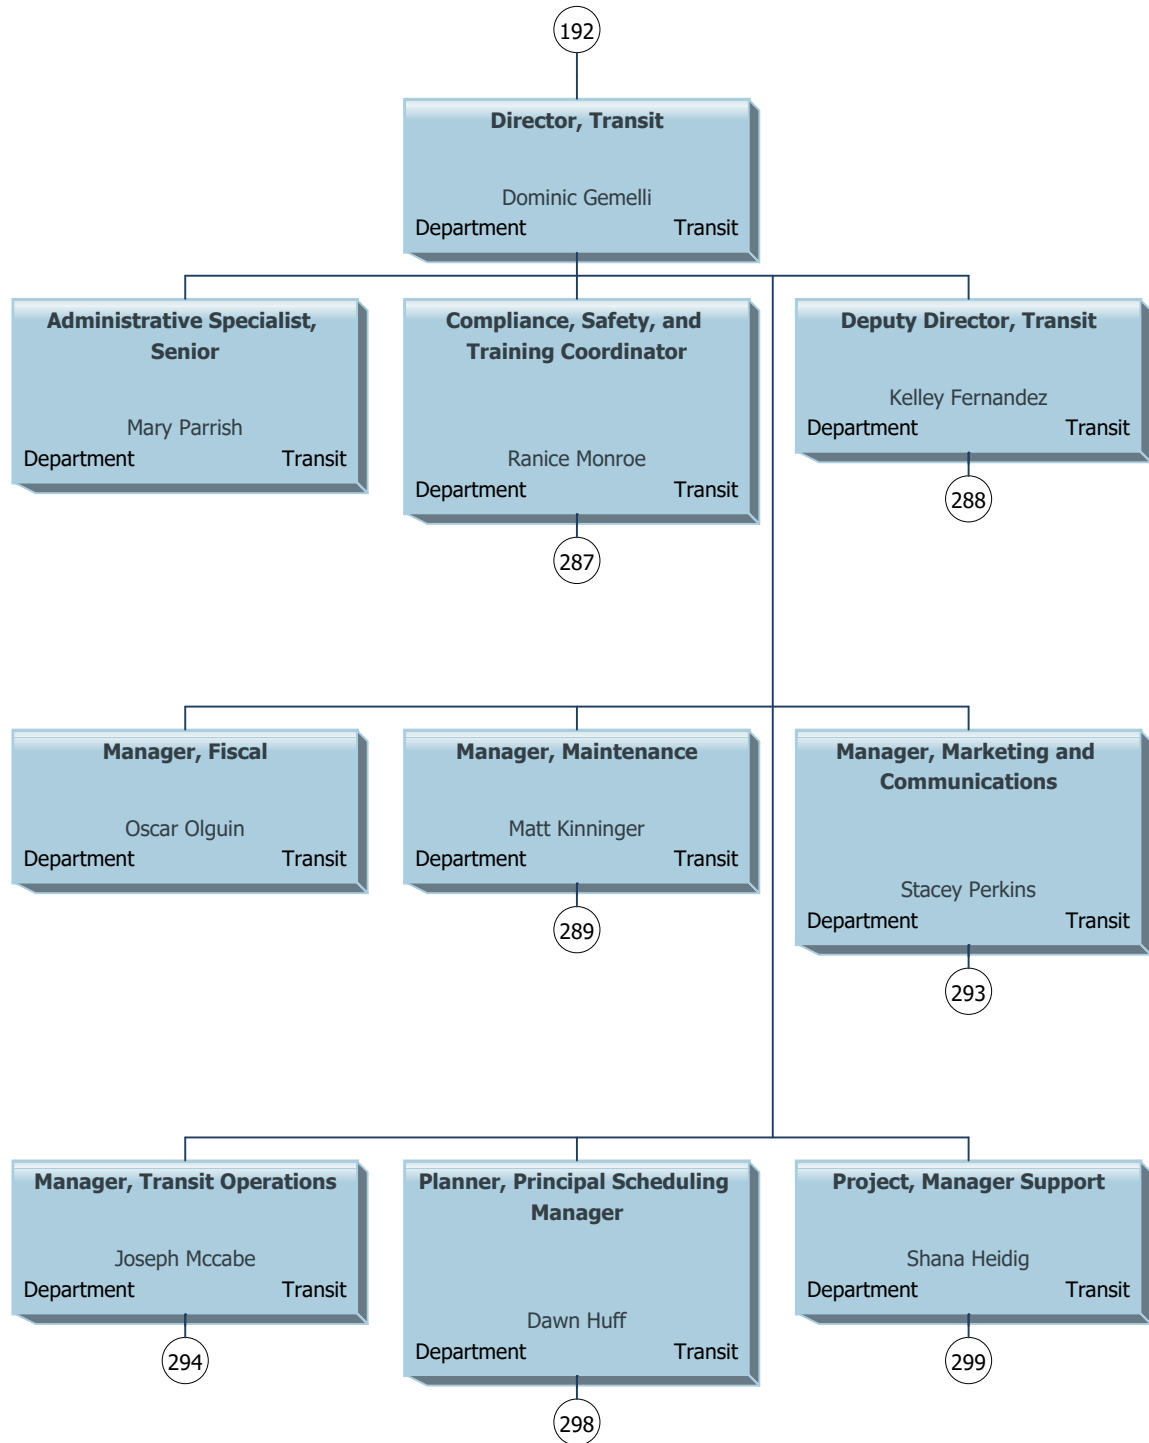 192
Director, Transit
Dominic Gemelli
Department Transit
Administrative Specialist,
Senior
Mary Parrish
Department Transit
Compliance, Safety, and
Training Coordinator
Ranice Monroe
Department Transit
287
Deputy Director, Transit
Kelley Fernandez
Department Transit
288
Manager, Fiscal
Oscar Olguin
Department Transit
Manager, Maintenance
Matt Kinninger
Department Transit
289
Manager, Marketing and
Communications
Stacey Perkins
Department Transit
293
Manager, Transit Operations
Joseph Mccabe
Department Transit
294
Planner, Principal Scheduling
Manager
Dawn Huff
Department Transit
298
Project, Manager Support
Shana Heidig
Department Transit
299